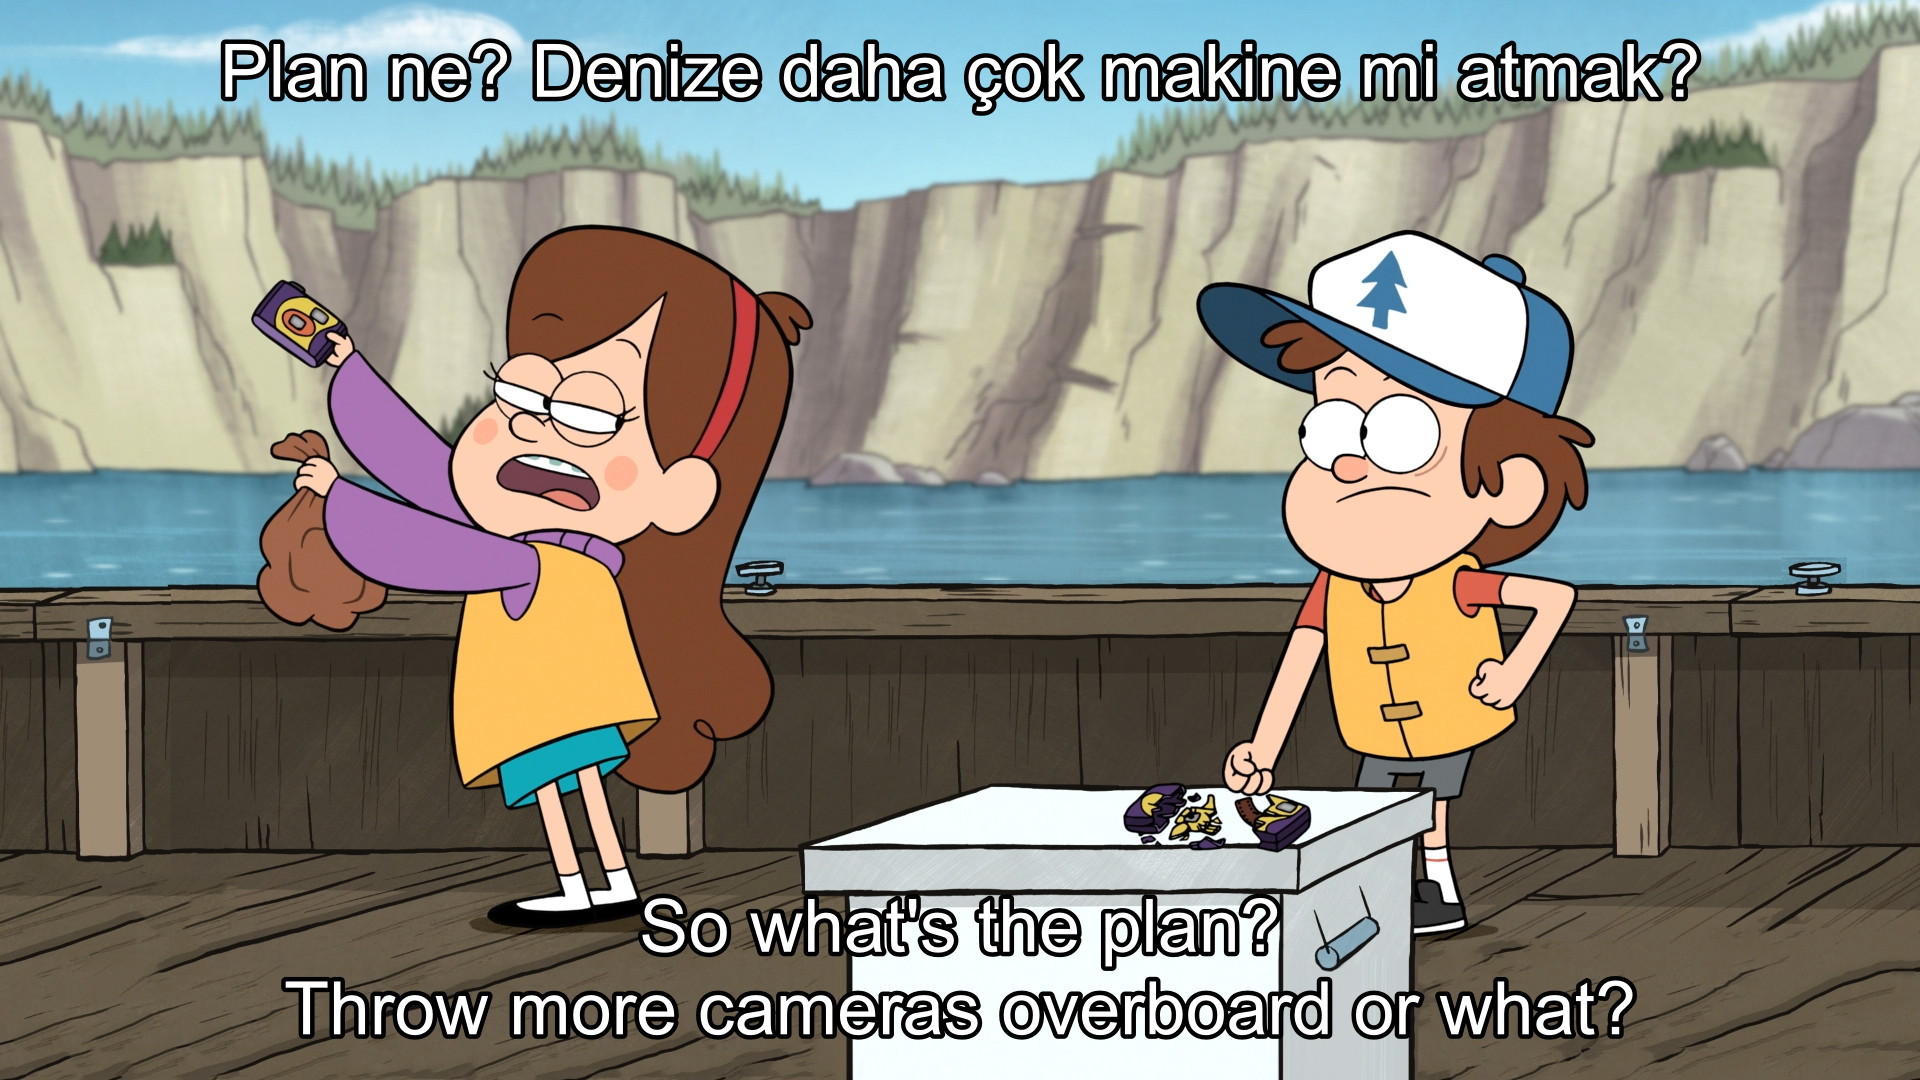 Plan ne? Denize daha çok makine mi atmak?
So what's the plan?
Throw more cameras overboard or what?